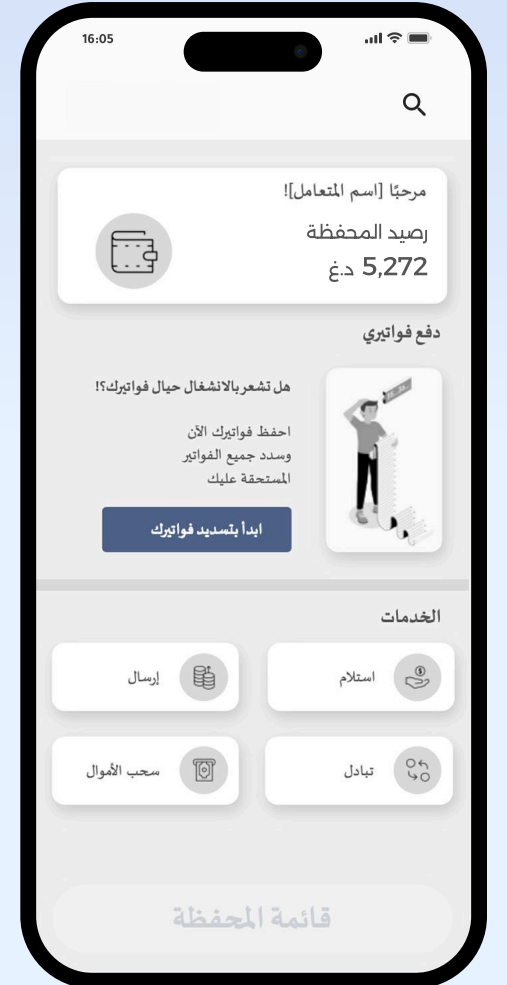 16:05
مرحبًا [اسم المتعامل]!
رصيد المحفظة
5,272 د.غ
دفع فواتيري
هل تشعر بالانشغال حيال فواتيرك؟!
احفظ فواتيرك الآن
وسدد جميع الفواتير
المستحقة عليك
ابدأ بتسديد فواتيرك
الخدمات
استلام
إرسال
تبادل
سحب الأموال
قائمة المحفظة